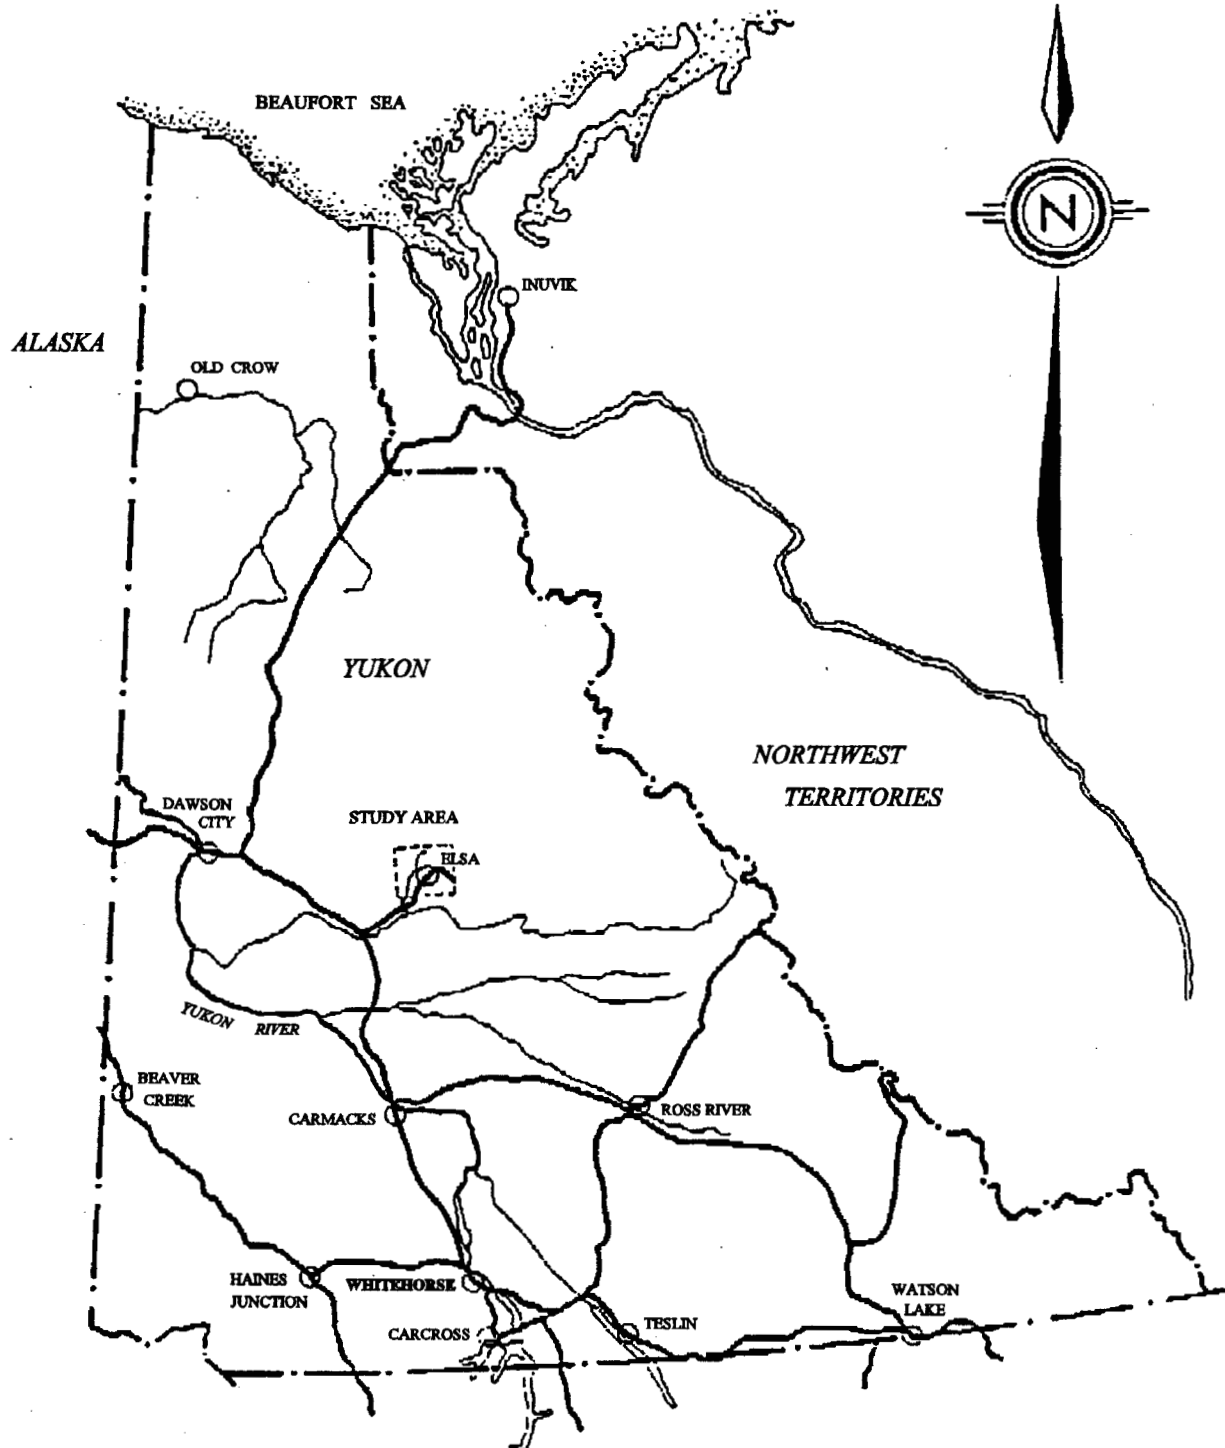 BEAUFORT SEA
N
INUVIK
ALASKA
OLD CROW
YUKON
NORTHWEST
TERRITORIES
DAWSON
CITY
STUDY AREA
ELSA
YUKON RIVER
BEAVER
CREEK
CARMACKS
ROSS RIVER
HAINES
JUNCTION
WHITEHORSE
WATSON
LAKE
CARCROSS
TESLIN